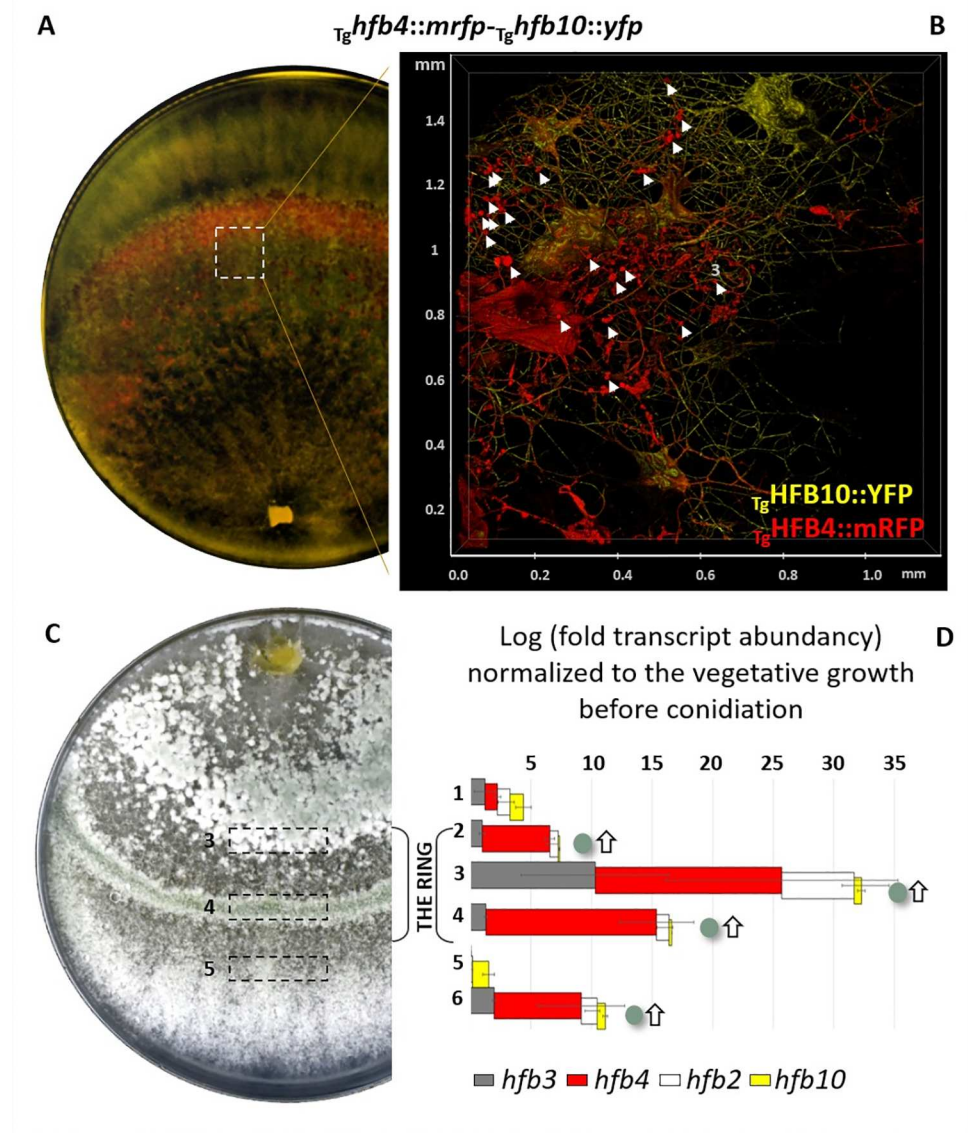 A
Tghfb4::mrfp-Tghfb10::yfp
B
mm
1.4
1.2
1
0.8
0.6
0.4
0.2
3
TgHFB10::YFP
TgHFB4::mRFP
0.0 0.2 0.4 0.6 0.8 1.0 mm
C
3
4
5
THE RING
D
Log (fold transcript abundancy)
normalized to the vegetative growth
before conidiation
5 10 15 20 25 30 35
1
2
3
4
5
6
hfb3 hfb4 hfb2 hfb10